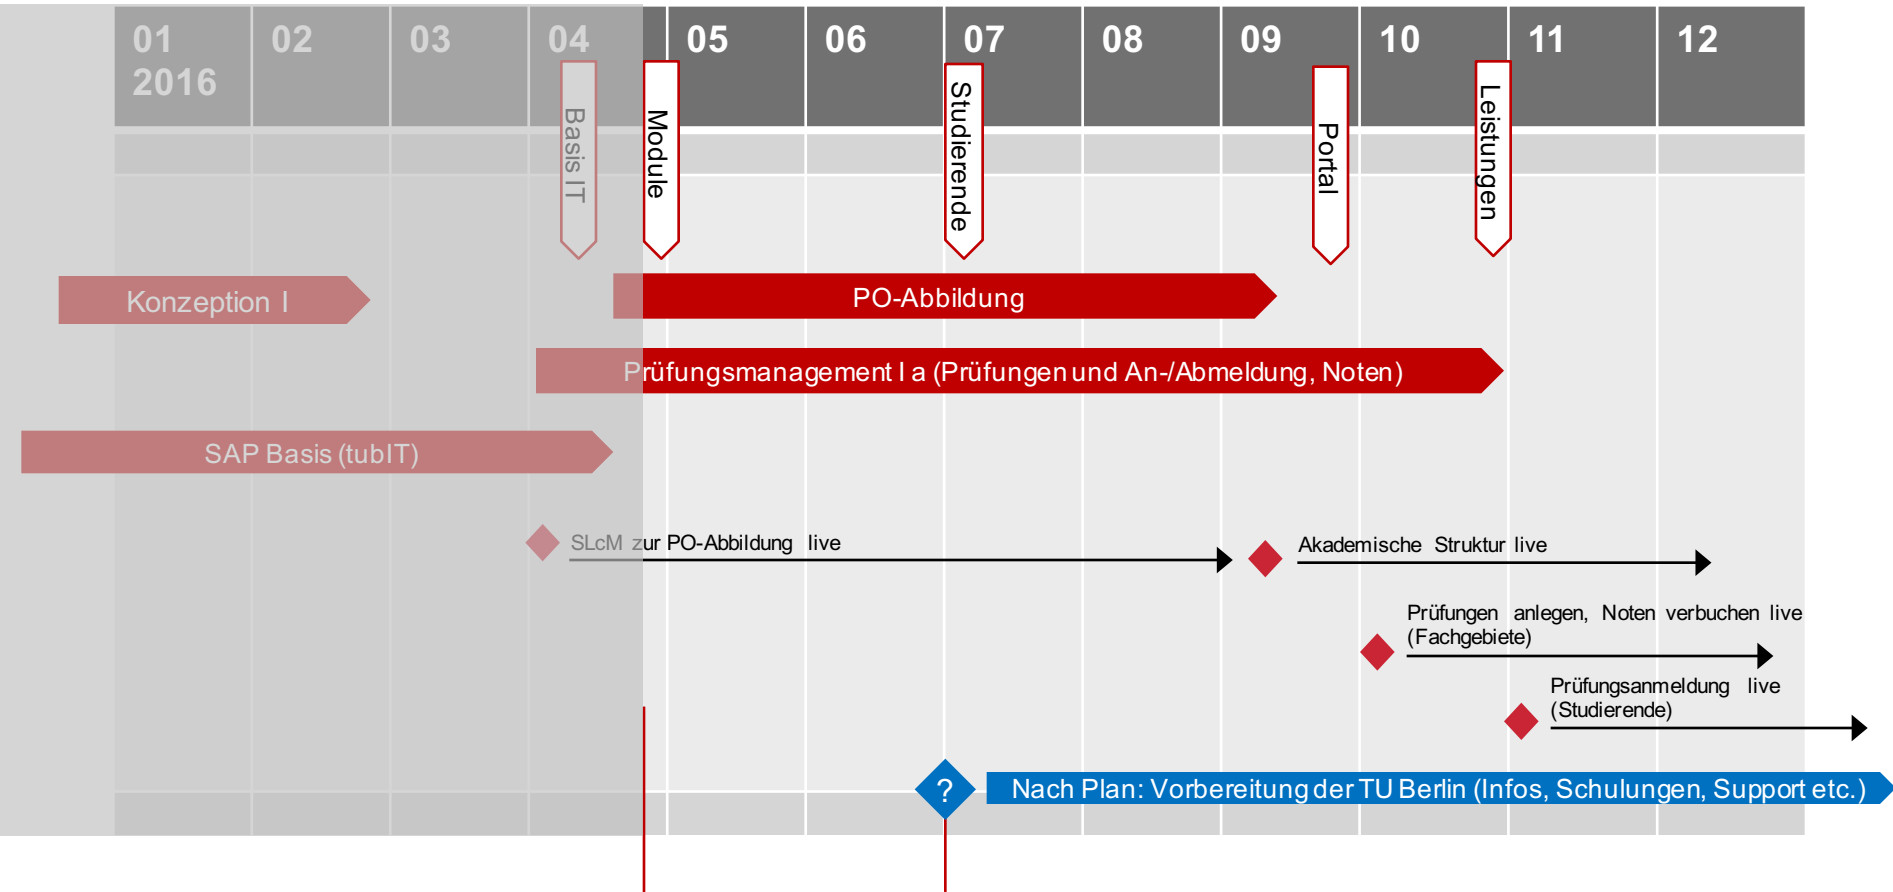 01 02 03 04 05 06 07 08 09 10 11 12
2016
Basis IT
Module
Studierende
Portal
Leistungen
Konzeption I
PO-Abbildung
Prüfungsmanagement I a (Prüfungen und An-/Abmeldung, Noten)
SAP Basis (tubIT)
SLcM zur PO-Abbildung live
Akademische Struktur live
Prüfungen anlegen, Noten verbuchen live
(Fachgebiete)
Prüfungsanmeldung live
(Studierende)
?
Nach Plan: Vorbereitung der TU Berlin (Infos, Schulungen, Support etc.)